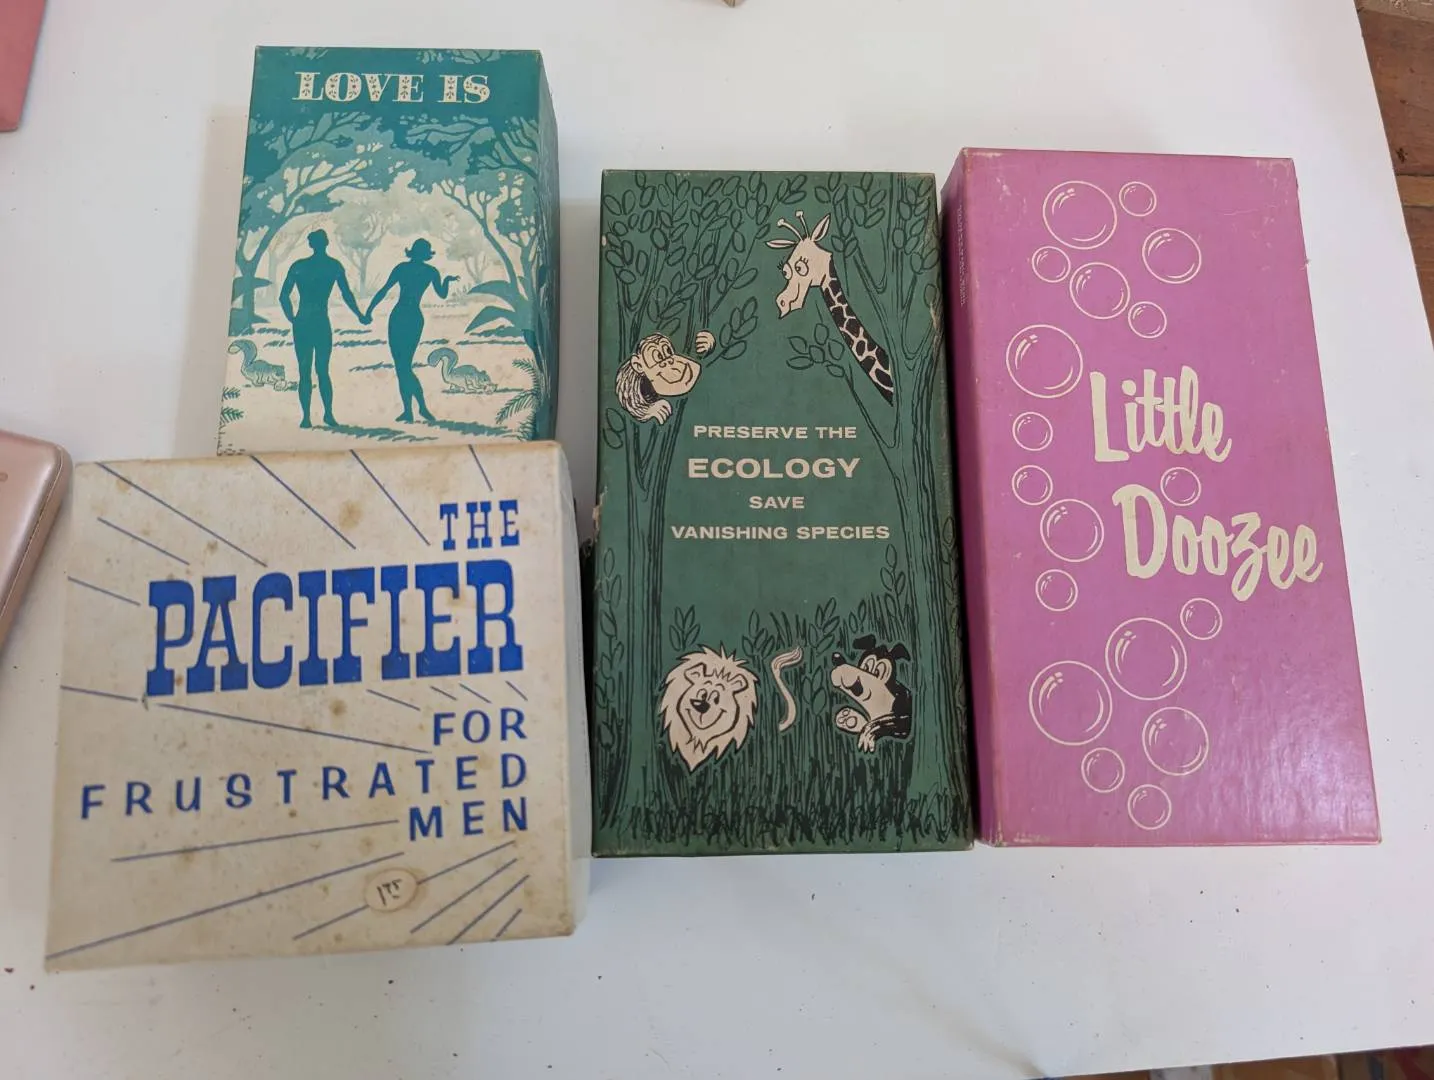 LOVE IS
THE
PACIFIER
FOR
FRUSTRATED
MEN
PRESERVE THE
ECOLOGY
SAVE
VANISHING SPECIES
Little
Doozee